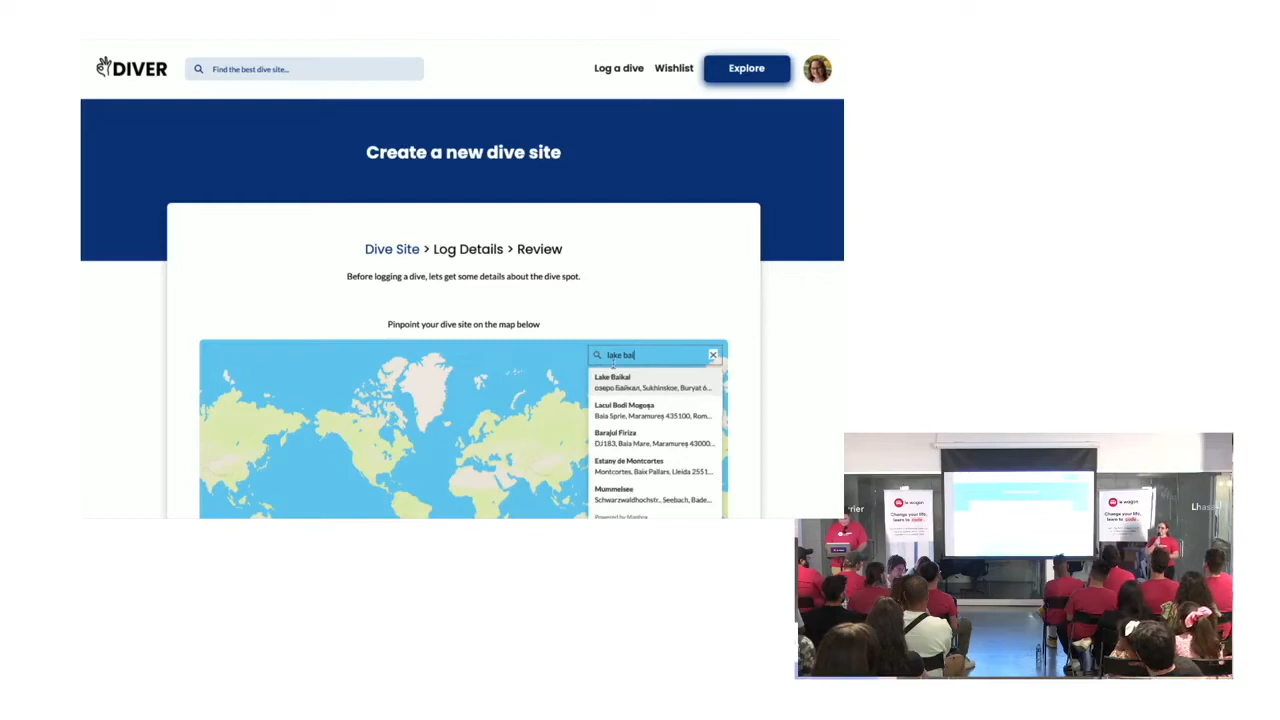 DIVER
Find the best dive site...
Log a dive
Wishlist
Explore
Create a new dive site
Dive Site > Log Details > Review
Before logging a dive, lets get some details about the dive spot.
Pinpoint your dive site on the map below
lake bai
Lake Baikal
озеро Байкал, Sukhinskoe, Buryat 6...
Lacul Bodi Mogoșa
Baia Sprie, Maramureș 435100, Rom...
Barajul Firiza
DJ183, Baia Mare, Maramureș 43000...
Estany de Montcortes
Montcortes, Baix Pallars, Lleida 2551...
Mummelsee
Schwarzwaldhochstr., Seebach, Bade...
Powered by Mapbox
le wagon
Change your life,
learn to code.
le wagon
Change your life,
learn to code.
Lhasa